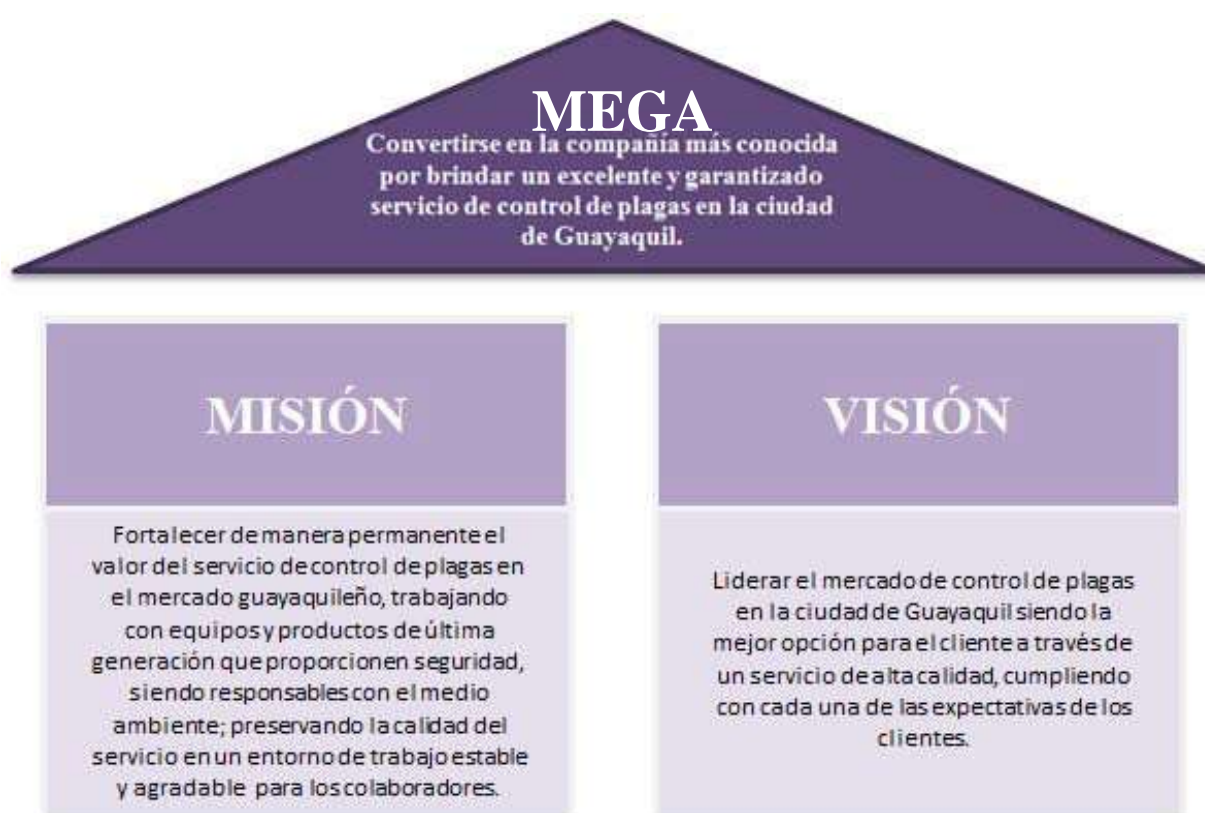 MEGA
Convertirse en la compañía más conocida
por brindar un excelente y garantizado
servicio de control de plagas en la ciudad
de Guayaquil.
MISIÓN
Fortalecer de manera permanente el
valor del servicio de control de plagas en
el mercado guayaquileño, trabajando
con equipos y productos de última
generación que proporcionen seguridad,
siendo responsables con el medio
ambiente; preservando la calidad del
servicio en un entorno de trabajo estable
y agradable para los colaboradores.
VISIÓN
Liderar el mercado de control de plagas
en la ciudad de Guayaquil siendo la
mejor opción para el cliente a través de
un servicio de alta calidad, cumpliendo
con cada una de las expectativas de los
clientes.